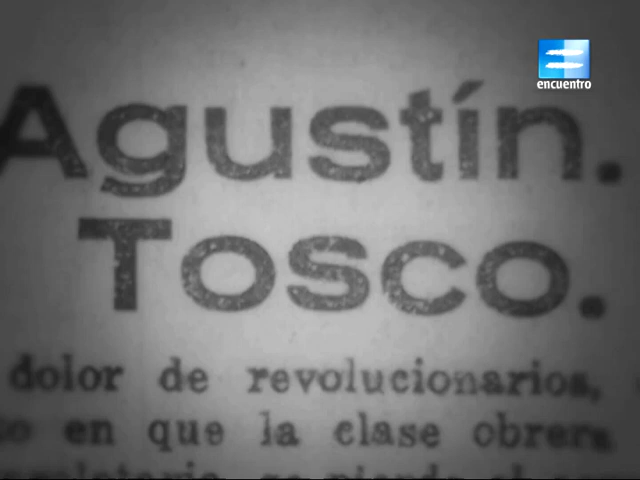 encuentro
Agustín.
Tosco.
dolor de revolucionarios,
en que la clase obrera